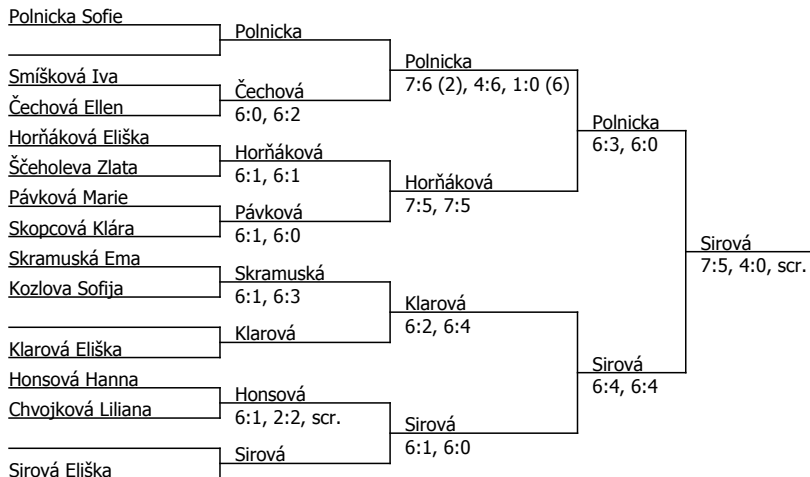 Polnicka Sofie
Polnicka
Polnicka
7:6 (2), 4:6, 1:0 (6)
Smíšková Iva
Čechová
6:0, 6:2
Čechová Ellen
Polnicka
6:3, 6:0
Horňáková Eliška
Horňáková
6:1, 6:1
Ščeholeva Zlata
Horňáková
7:5, 7:5
Pávková Marie
Pávková
6:1, 6:0
Skopcová Klára
Sirová
7:5, 4:0, scr.
Skramuská Ema
Skramuská
6:1, 6:3
Kozlova Sofija
Klarová
6:2, 6:4
Klarová
Klarová Eliška
Sirová
6:4, 6:4
Honsová Hanna
Honsová
6:1, 2:2, scr.
Chvojková Liliana
Sirová
6:1, 6:0
Sirová
Sirová Eliška